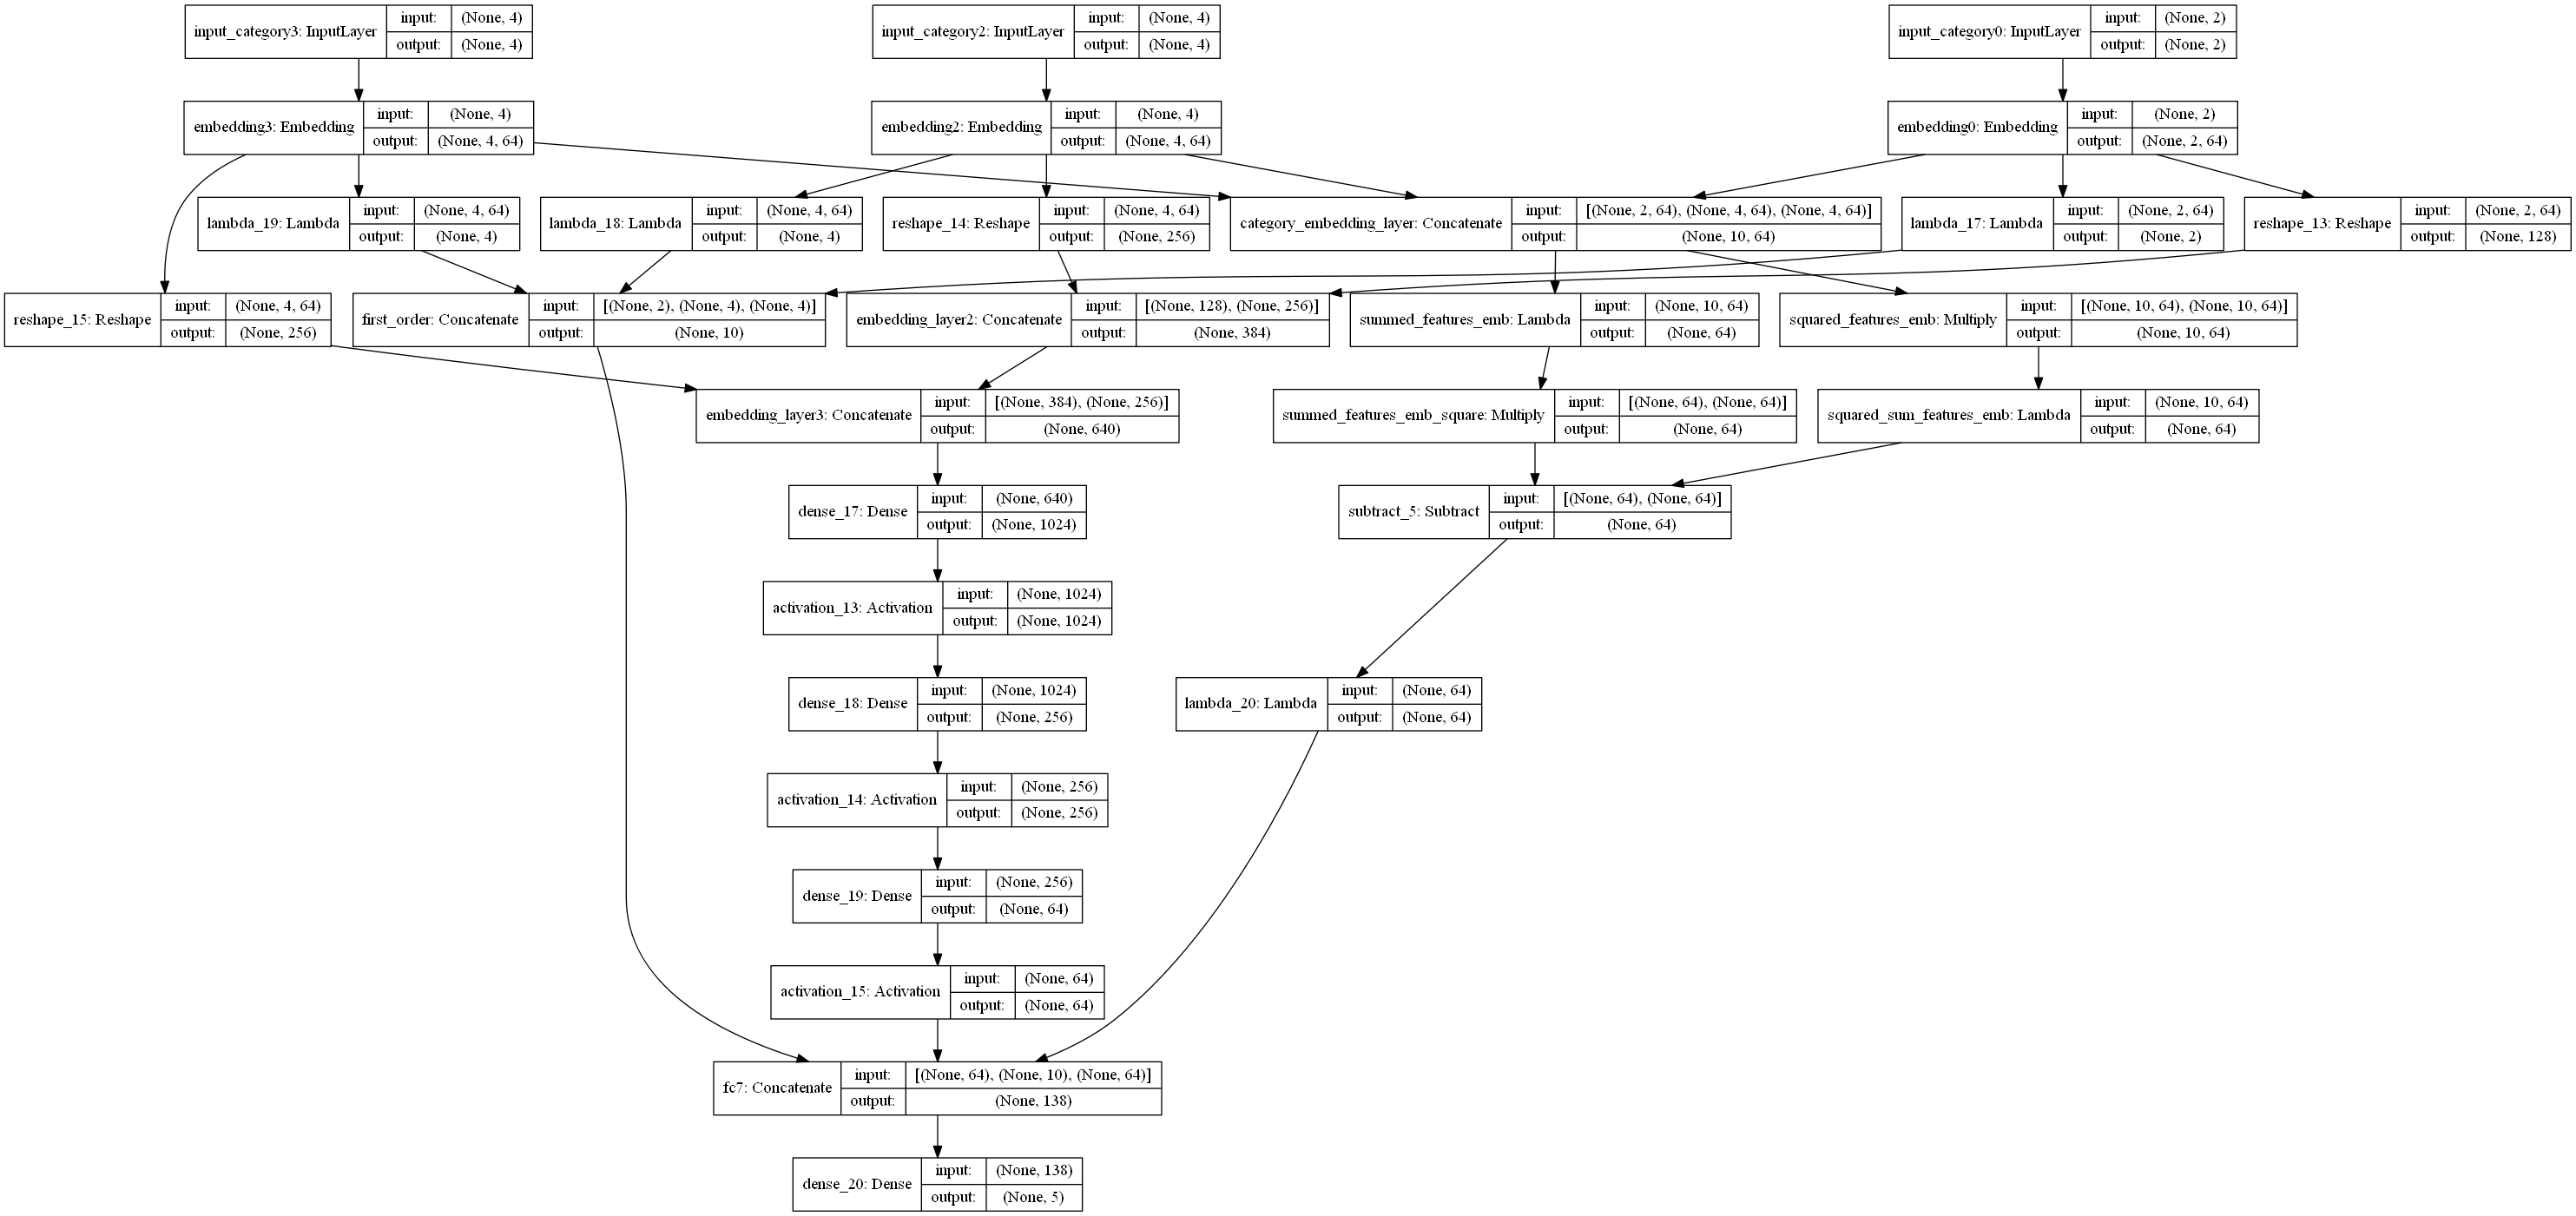 input_category3: InputLayer
input: (None, 4)
output: (None, 4)
input_category2: InputLayer
input: (None, 4)
output: (None, 4)
input_category0: InputLayer
input: (None, 2)
output: (None, 2)
embedding3: Embedding
input: (None, 4)
output: (None, 4, 64)
embedding2: Embedding
input: (None, 4)
output: (None, 4, 64)
embedding0: Embedding
input: (None, 2)
output: (None, 2, 64)
lambda_19: Lambda
input: (None, 4, 64)
output: (None, 4)
lambda_18: Lambda
input: (None, 4, 64)
output: (None, 4)
reshape_14: Reshape
input: (None, 4, 64)
output: (None, 256)
category_embedding_layer: Concatenate
input: [(None, 2, 64), (None, 4, 64), (None, 4, 64)]
output: (None, 10, 64)
lambda_17: Lambda
input: (None, 2, 64)
output: (None, 2)
reshape_13: Reshape
input: (None, 2, 64)
output: (None, 128)
reshape_15: Reshape
input: (None, 4, 64)
output: (None, 256)
first_order: Concatenate
input: [(None, 2), (None, 4), (None, 4)]
output: (None, 10)
embedding_layer2: Concatenate
input: [(None, 128), (None, 256)]
output: (None, 384)
summed_features_emb: Lambda
input: (None, 10, 64)
output: (None, 64)
squared_features_emb: Multiply
input: [(None, 10, 64), (None, 10, 64)]
output: (None, 10, 64)
embedding_layer3: Concatenate
input: [(None, 384), (None, 256)]
output: (None, 640)
summed_features_emb_square: Multiply
input: [(None, 64), (None, 64)]
output: (None, 64)
squared_sum_features_emb: Lambda
input: (None, 10, 64)
output: (None, 64)
dense_17: Dense
input: (None, 640)
output: (None, 1024)
subtract_5: Subtract
input: [(None, 64), (None, 64)]
output: (None, 64)
activation_13: Activation
input: (None, 1024)
output: (None, 1024)
dense_18: Dense
input: (None, 1024)
output: (None, 256)
lambda_20: Lambda
input: (None, 64)
output: (None, 64)
activation_14: Activation
input: (None, 256)
output: (None, 256)
dense_19: Dense
input: (None, 256)
output: (None, 64)
activation_15: Activation
input: (None, 64)
output: (None, 64)
fc7: Concatenate
input: [(None, 64), (None, 10), (None, 64)]
output: (None, 138)
dense_20: Dense
input: (None, 138)
output: (None, 5)